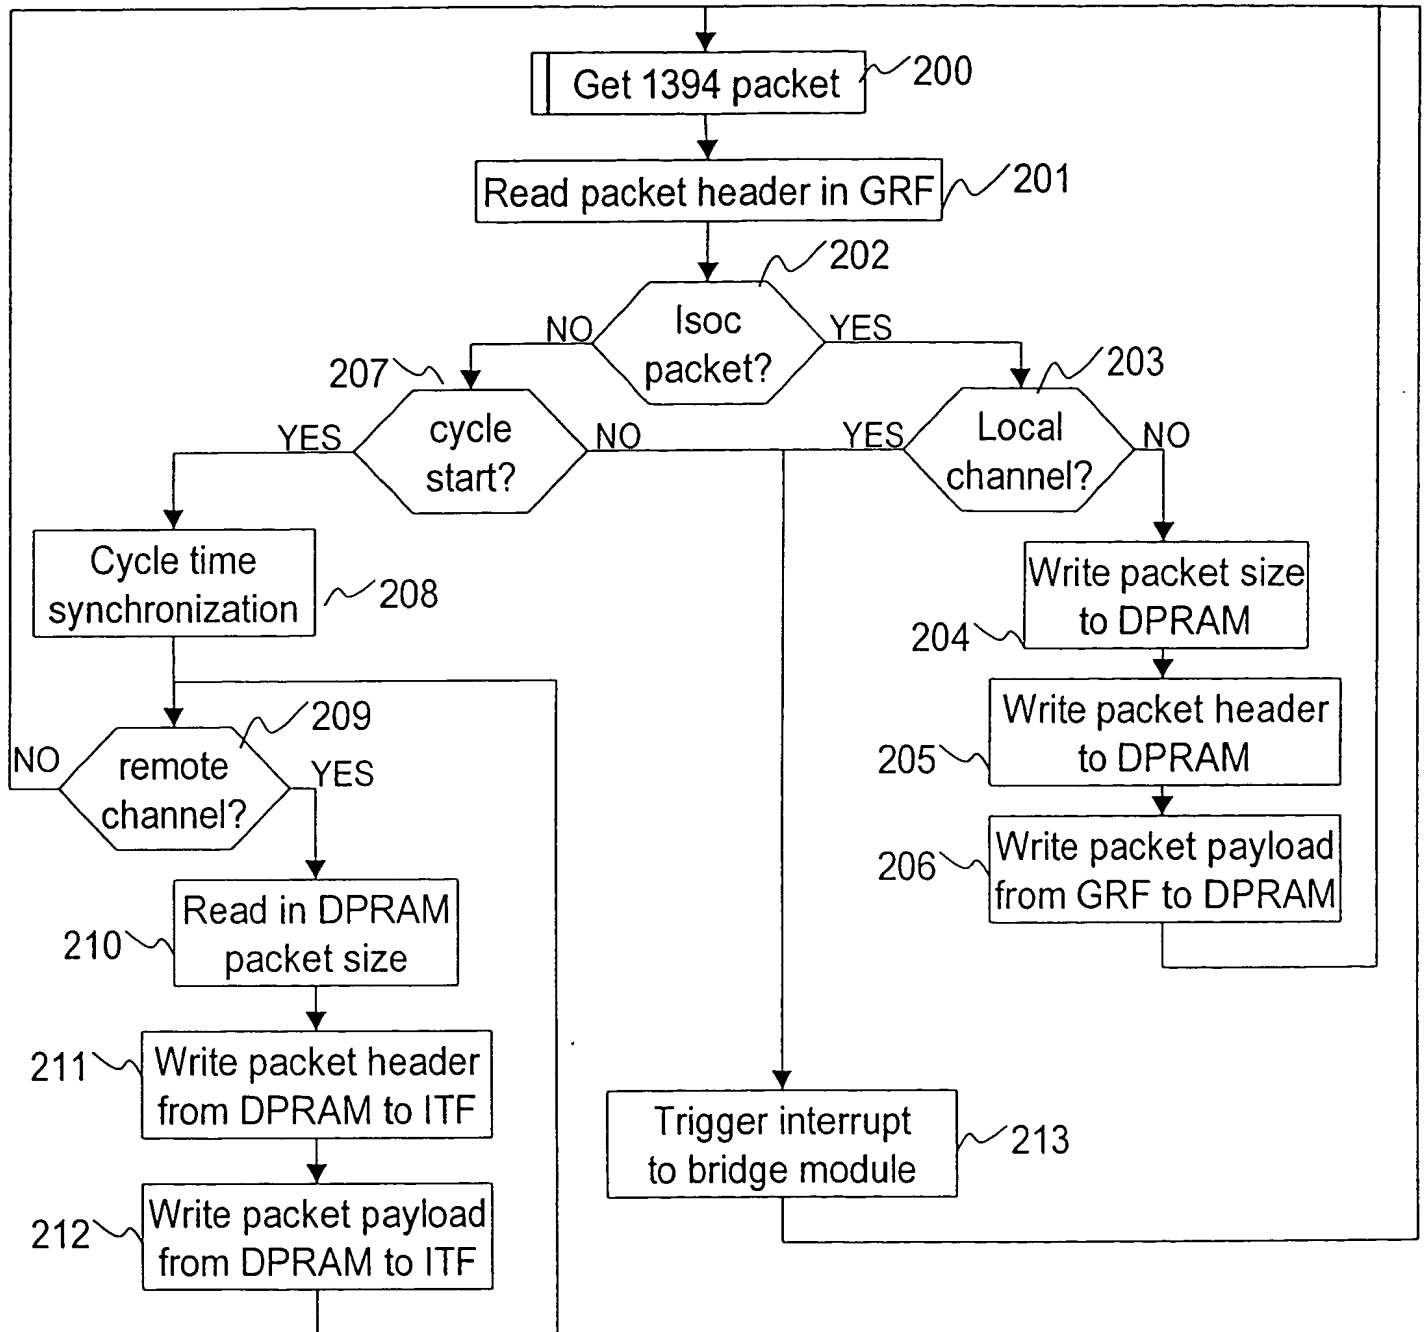 Get 1394 packet
200
Read packet header in GRF
201
202
Isoc
packet?
NO
YES
207
203
cycle
start?
YES
NO
Local
channel?
YES
NO
Cycle time
synchronization
208
Write packet size
to DPRAM
204
209
remote
channel?
NO
YES
Write packet header
to DPRAM
205
Write packet payload
from GRF to DPRAM
206
Read in DPRAM
packet size
210
Write packet header
from DPRAM to ITF
211
Trigger interrupt
to bridge module
213
Write packet payload
from DPRAM to ITF
212